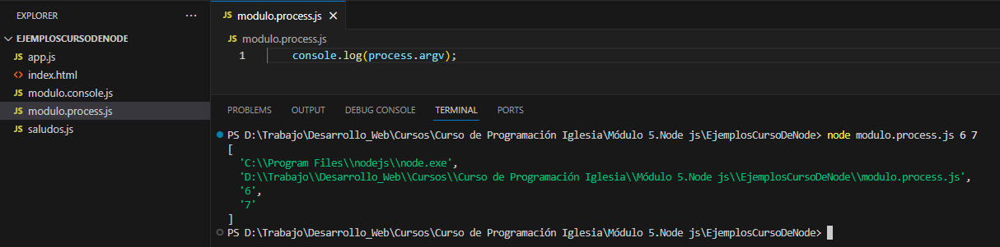 EXPLORER ...
EJEMPLOSCURSODENODE
JS app.js
<> index.html
JS modulo.console.js
JS modulo.process.js
JS saludos.js
JS modulo.process.js ×
JS modulo.process.js
1 console.log(process.argv);
PROBLEMS OUTPUT DEBUG CONSOLE TERMINAL PORTS
PS D:\Trabajo\Desarrollo_Web\Cursos\Curso de Programación Iglesia\Módulo 5.Node js\EjemplosCursoDeNode> node modulo.process.js 6 7
[
'C:\\Program Files\\nodejs\\node.exe',
'D:\\Trabajo\\Desarrollo_Web\\Cursos\\Curso de Programación Iglesia\\Módulo 5.Node js\\EjemplosCursoDeNode\\modulo.process.js',
'6',
'7'
]
PS D:\Trabajo\Desarrollo_Web\Cursos\Curso de Programación Iglesia\Módulo 5.Node js\EjemplosCursoDeNode>